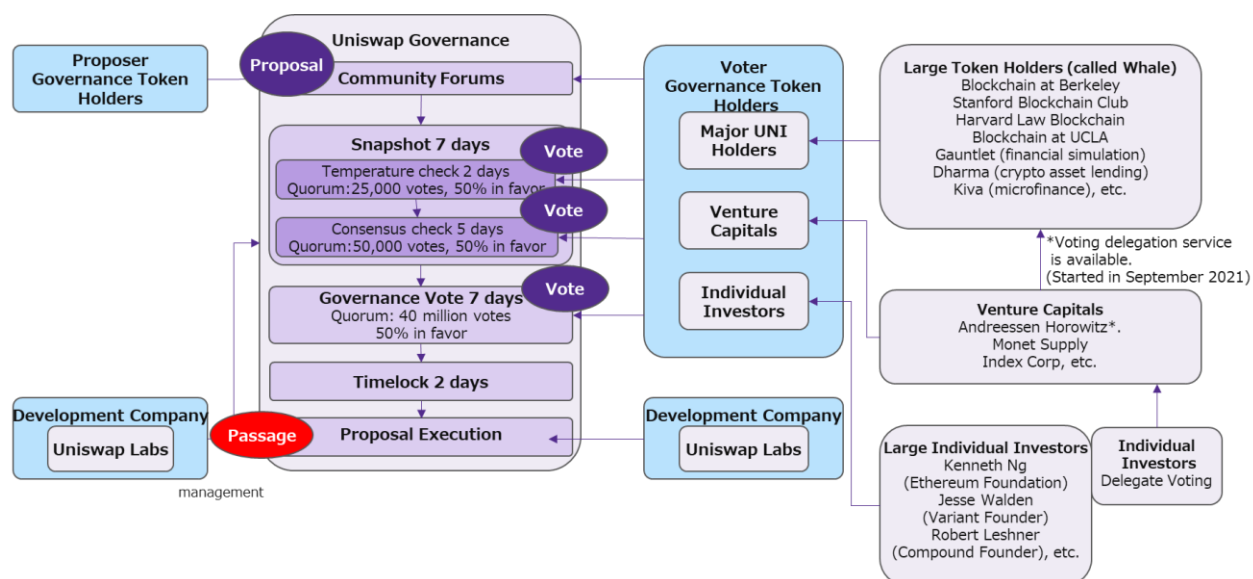 Proposer
Governance Token
Holders
Uniswap Governance
Proposal
Community Forums
Snapshot 7 days
Vote
Temperature check 2 days
Quorum:25,000 votes, 50% in favor
Vote
Consensus check 5 days
Quorum:50,000 votes, 50% in favor
Vote
Governance Vote 7 days
Quorum: 40 million votes
50% in favor
Timelock 2 days
Passage
Proposal Execution
Development Company
Uniswap Labs
management
Voter
Governance Token
Holders
Major UNI
Holders
Venture
Capitals
Individual
Investors
Development Company
Uniswap Labs
Large Token Holders (called Whale)
Blockchain at Berkeley
Stanford Blockchain Club
Harvard Law Blockchain
Blockchain at UCLA
Gauntlet (financial simulation)
Dharma (crypto asset lending)
Kiva (microfinance), etc.
*Voting delegation service
is available.
(Started in September 2021)
Venture Capitals
Andreessen Horowitz*.
Monet Supply
Index Corp, etc.
Large Individual Investors
Kenneth Ng
(Ethereum Foundation)
Jesse Walden
(Variant Founder)
Robert Leshner
(Compound Founder), etc.
Individual
Investors
Delegate Voting